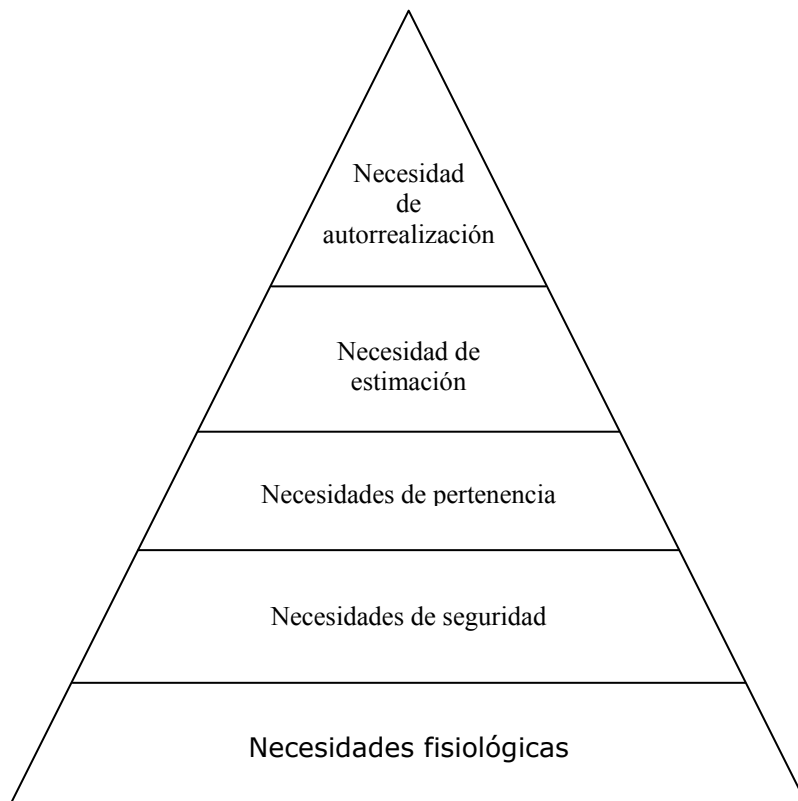 Necesidad
de
autorrealización
Necesidad de
estimación
Necesidades de pertenencia
Necesidades de seguridad
Necesidades fisiológicas